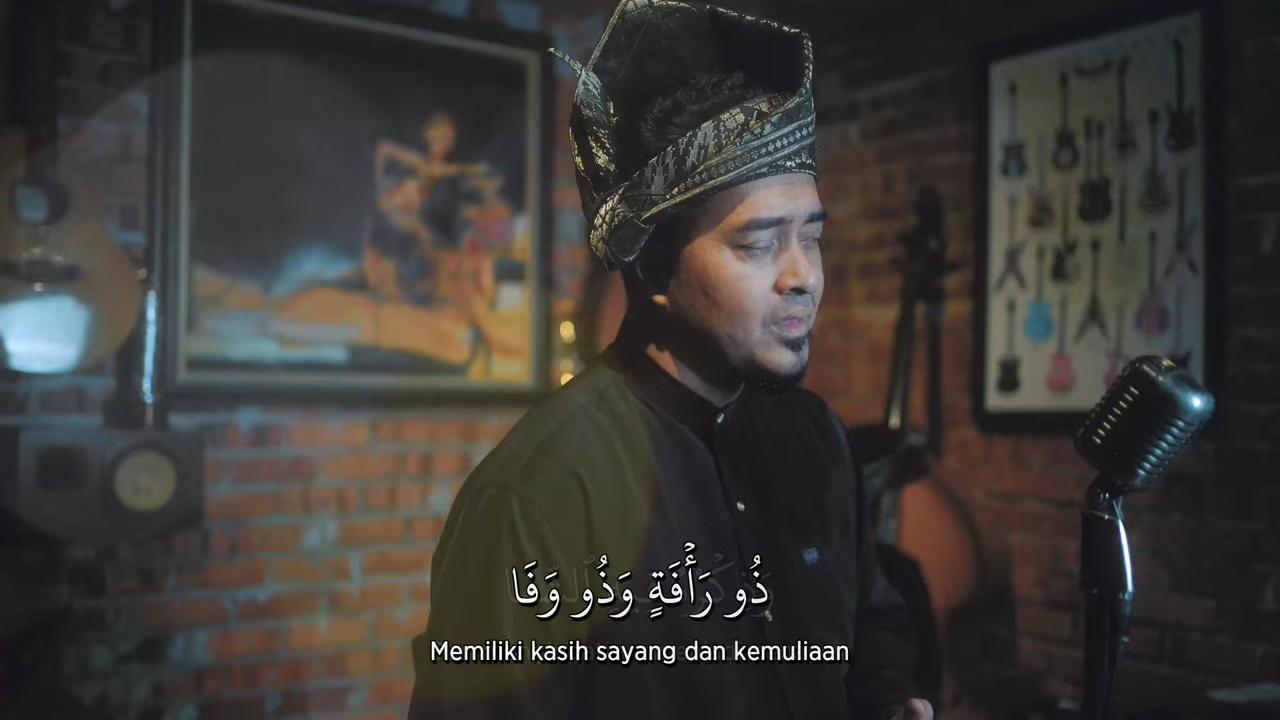 ذُو رَأْفَةٍ وَذُو وَفَا
Memiliki kasih sayang dan kemuliaan